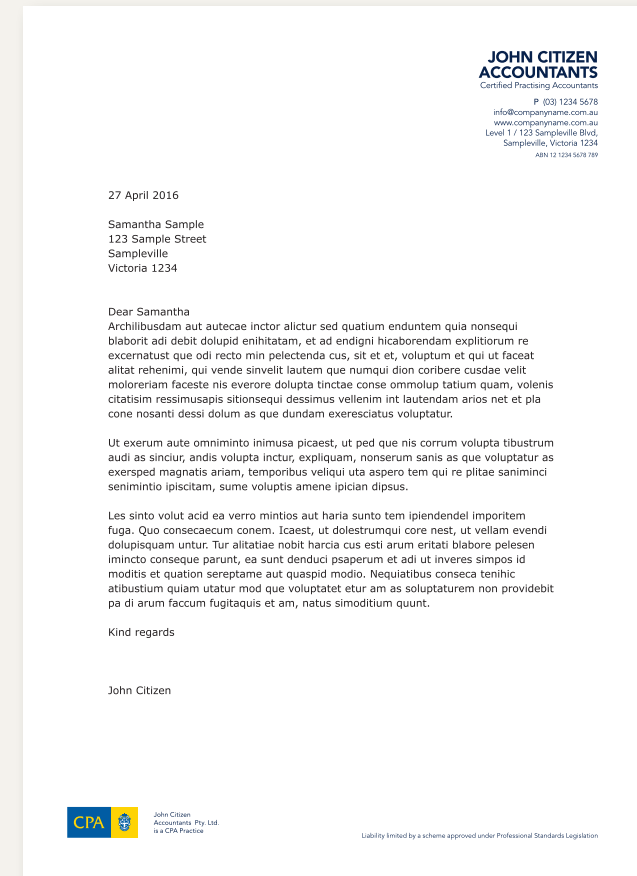 JOHN CITIZEN
ACCOUNTANTS
Certified Practising Accountants
P (03) 1234 5678
info@companyname.com.au
www.companyname.com.au
Level 1 / 123 Sampleville Blvd,
Sampleville, Victoria 1234
ABN 12 1234 5678 789
27 April 2016
Samantha Sample
123 Sample Street
Sampleville
Victoria 1234
Dear Samantha
Archilibusdam aut autecae inctor alictur sed quatium enduntem quia nonsequi
blaborit adi debit dolupid enihitatam, et ad endigni hicaborendam explitiorum re
excernatust que odi recto min pelectenda cus, sit et et, voluptum et qui ut faceat
alitat rehenimi, qui vende sinvelit lautem que numqui dion coribere cusdae velit
moloreriam faceste nis everore dolupta tinctae conse ommolup tatium quam, volenis
citatisim ressimusapis sitionsequi dessimus vellenim int lautendam arios net et pla
cone nosanti dessi dolum as que dundam exeresciatus voluptatur.
Ut exerum aute omniminto inimusa picaest, ut ped que nis corrum volupta tibustrum
audi as sinciur, andis volupta inctur, expliquam, nonserum sanis as que voluptatur as
exersped magnatis ariam, temporibus veliqui uta aspero tem qui re plitae saniminci
senimintio ipiscitam, sume voluptis amene ipician dipsus.
Les sinto volut acid ea verro mintios aut haria sunto tem ipiendendel imporitem
fuga. Quo consecaecum conem. Icaest, ut dolestrumqui core nest, ut vellam evendi
dolupisquam untur. Tur alitatiae nobit harcia cus esti arum eritati blabore pelesen
imincto conseque parunt, ea sunt denduci psaperum et adi ut inveres simpos id
moditis et quation sereptame aut quaspid modio. Nequiatibus conseca tenihic
atibustium quiam utatur mod que voluptatet etur am as soluptaturem non providebit
pa di arum faccum fugitaquis et am, natus simoditium quunt.
Kind regards
John Citizen
CPA
John Citizen
Accountants Pty. Ltd.
is a CPA Practice
Liability limited by a scheme approved under Professional Standards Legislation